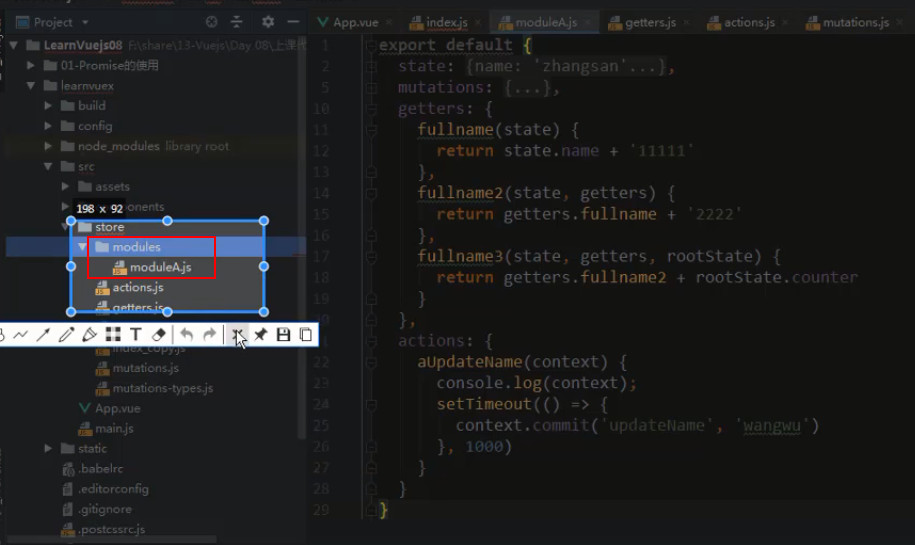 Project
App.vue
index.js
moduleA.js
getters.js
actions.js
mutations.js
LearnVuejs08 F:\share\13-Vuejs\Day 08\上课代
01-Promise的使用
learnvuex
build
config
node_modules library root
src
assets
198 x 92
onents
store
modules
moduleA.js
actions.js
getters.js
T
index_copy.js
mutations.js
mutations-types.js
App.vue
main.js
static
.babelrc
.editorconfig
.gitignore
.postcssrc.js
1 export default {
2 state: {name: 'zhangsan'...},
5 mutations: {...},
10 getters: {
11 fullname(state) {
12 return state.name + '11111'
13 },
14 fullname2(state, getters) {
15 return getters.fullname + '2222'
16 },
17 fullname3(state, getters, rootState) {
18 return getters.fullname2 + rootState.counter
19 }
20 },
21 actions: {
22 aUpdateName(context) {
23 console.log(context);
24 setTimeout(() => {
25 context.commit('updateName', 'wangwu')
26 }, 1000)
27 }
28 }
29 }